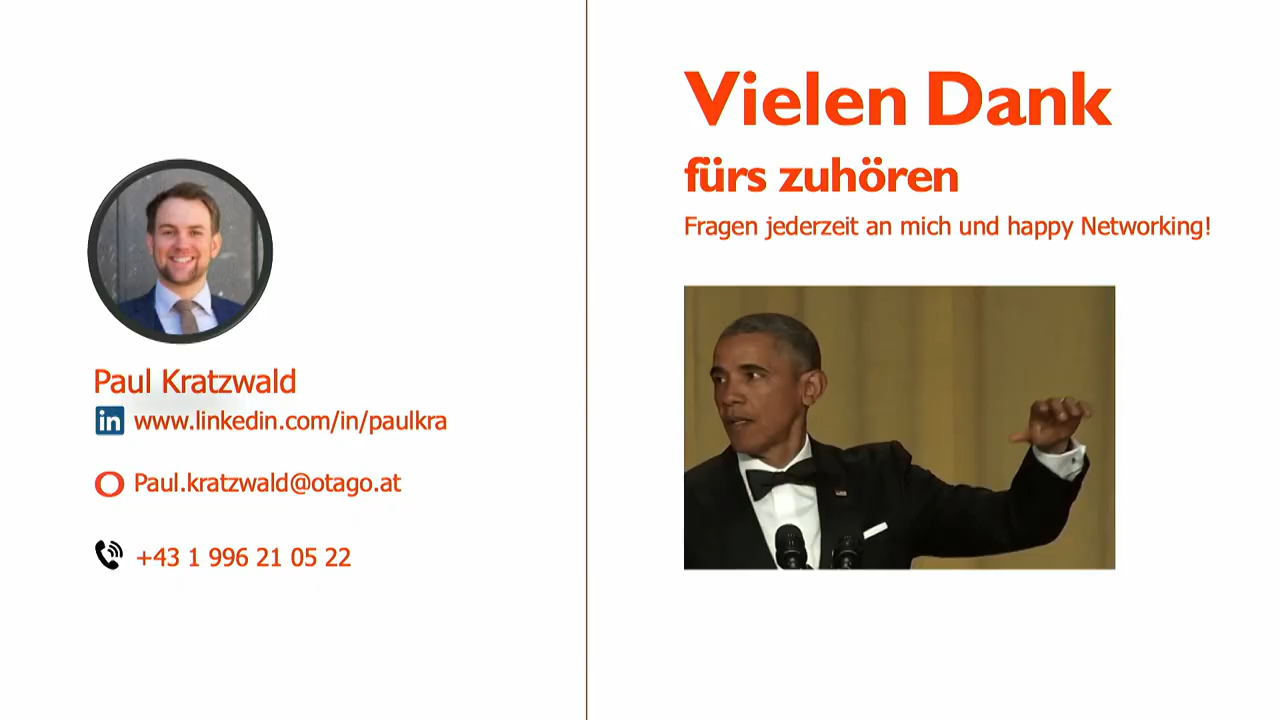 Paul Kratzwald
in www.linkedin.com/in/paulkra
Paul.kratzwald@otago.at
+43 1 996 21 05 22
Vielen Dank
fürs zuhören
Fragen jederzeit an mich und happy Networking!